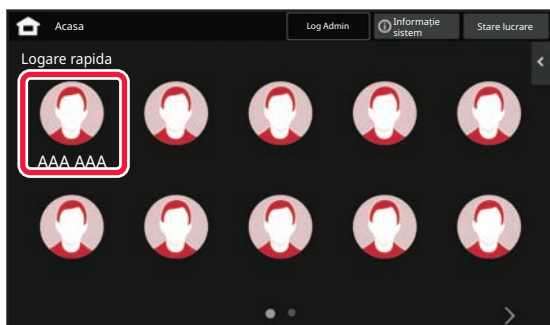 Acasa
Log Admin
Informație
sistem
Stare lucrare
Logare rapida
AAA AAA